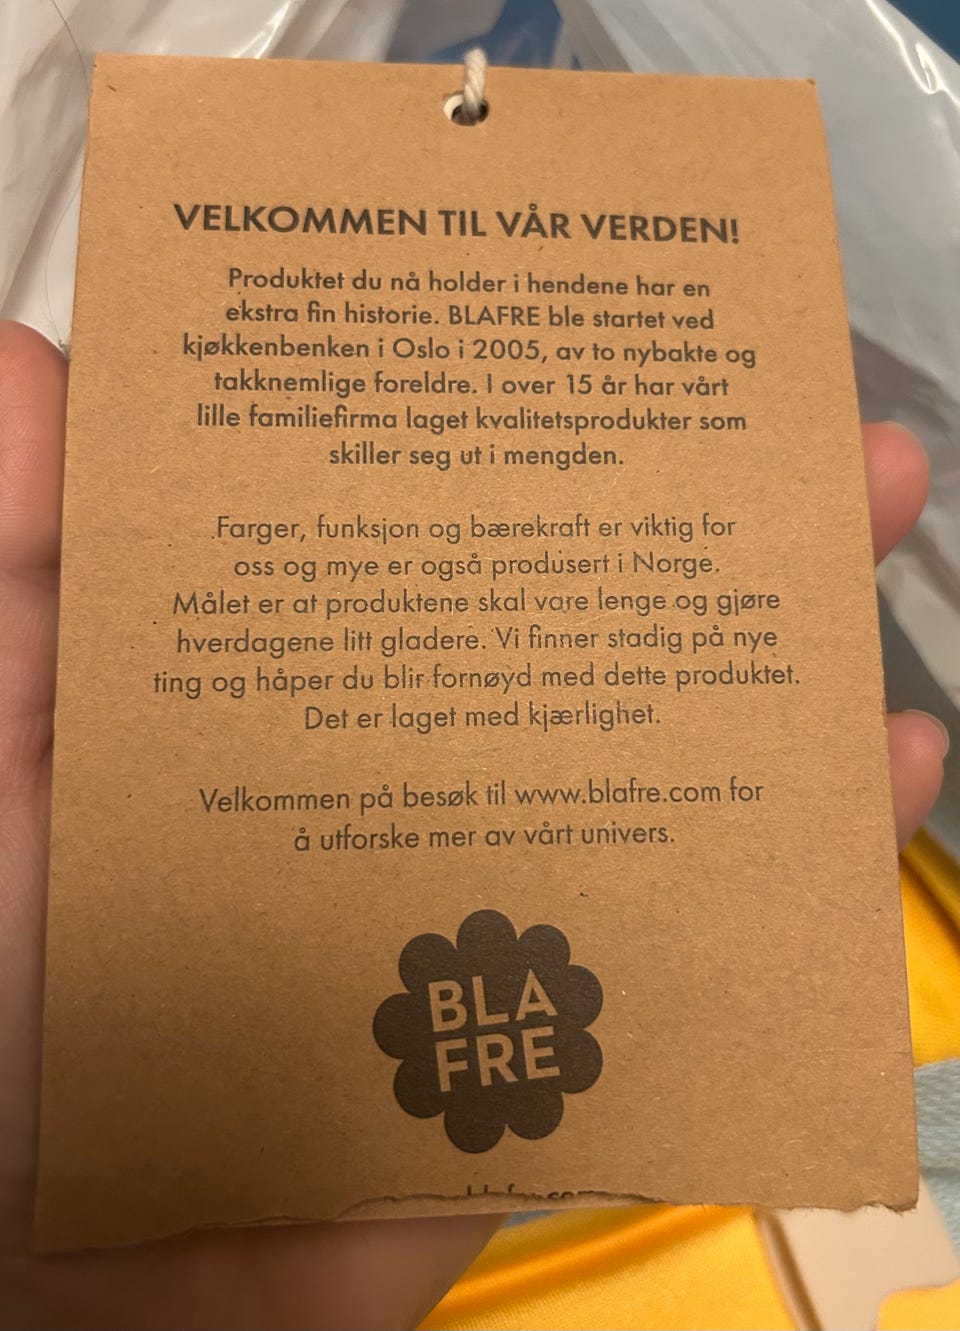 VELKOMMEN TIL VÅR VERDEN!
Produktet du nå holder i hendene har en
ekstra fin historie. BLAFRE ble startet ved
kjøkkenbenken i Oslo i 2005, av to nybakte og
takknemlige foreldre. I over 15 år har vårt
lille familiefirma laget kvalitetsprodukter som
skiller seg ut i mengden.
Farger, funksjon og bærekraft er viktig for
oss og mye er også produsert i Norge.
Målet er at produktene skal vare lenge og gjøre
hverdagene litt gladere. Vi finner stadig på nye
ting og håper du blir fornøyd med dette produktet.
Det er laget med kjærlighet.
Velkommen på besøk til www.blafre.com for
å utforske mer av vårt univers.
BLA
FRE